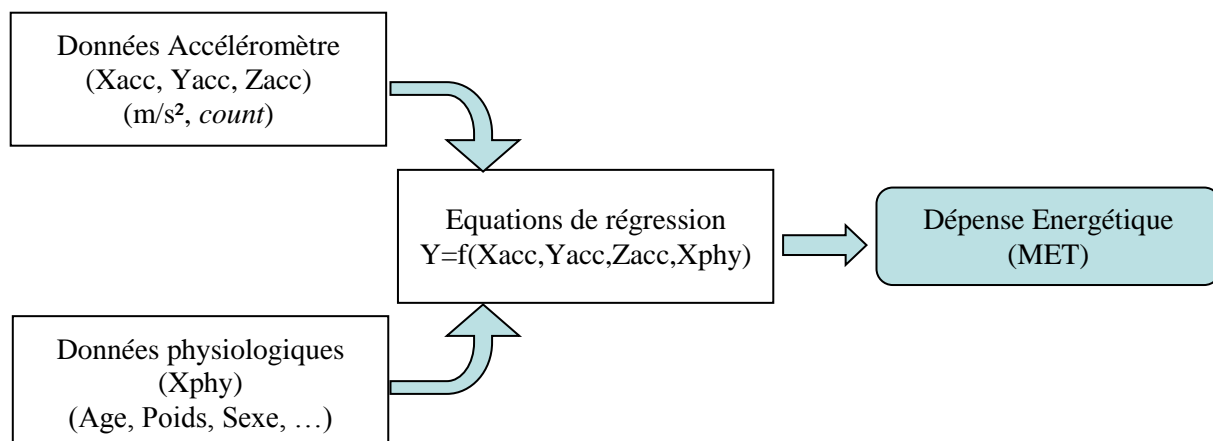 Données Accéléromètre
(Xacc, Yacc, Zacc)
(m/s², count)
Equations de régression
Y=f(Xacc,Yacc,Zacc,Xphy)
Dépense Energétique
(MET)
Données physiologiques
(Xphy)
(Age, Poids, Sexe, …)